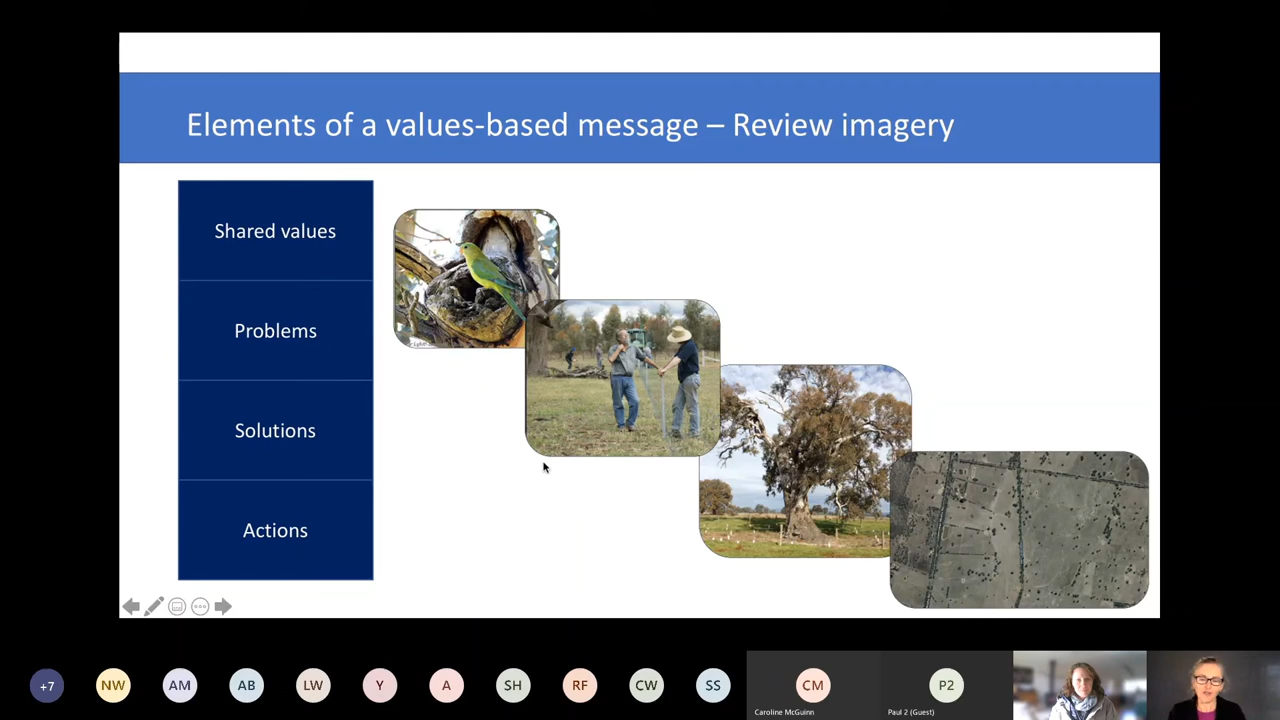 Elements of a values-based message – Review imagery
Shared values
Problems
Solutions
Actions
+7
NW
AM
AB
LW
Y
A
SH
RF
CW
SS
CM
Caroline McGuinn
P2
Paul 2 (Guest)